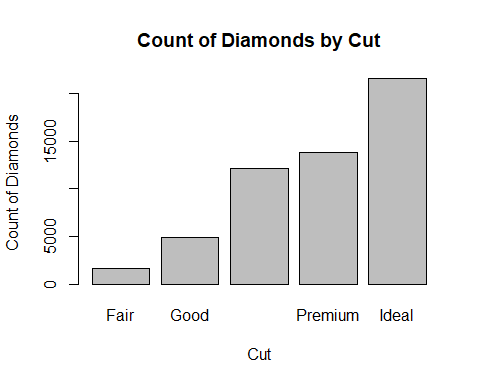 Count of Diamonds by Cut
Count of Diamonds
15000
5000
0
Fair Good Premium Ideal
Cut